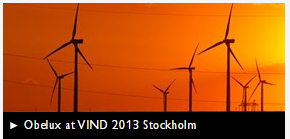 ► Obelux at VIND 2013 Stockholm